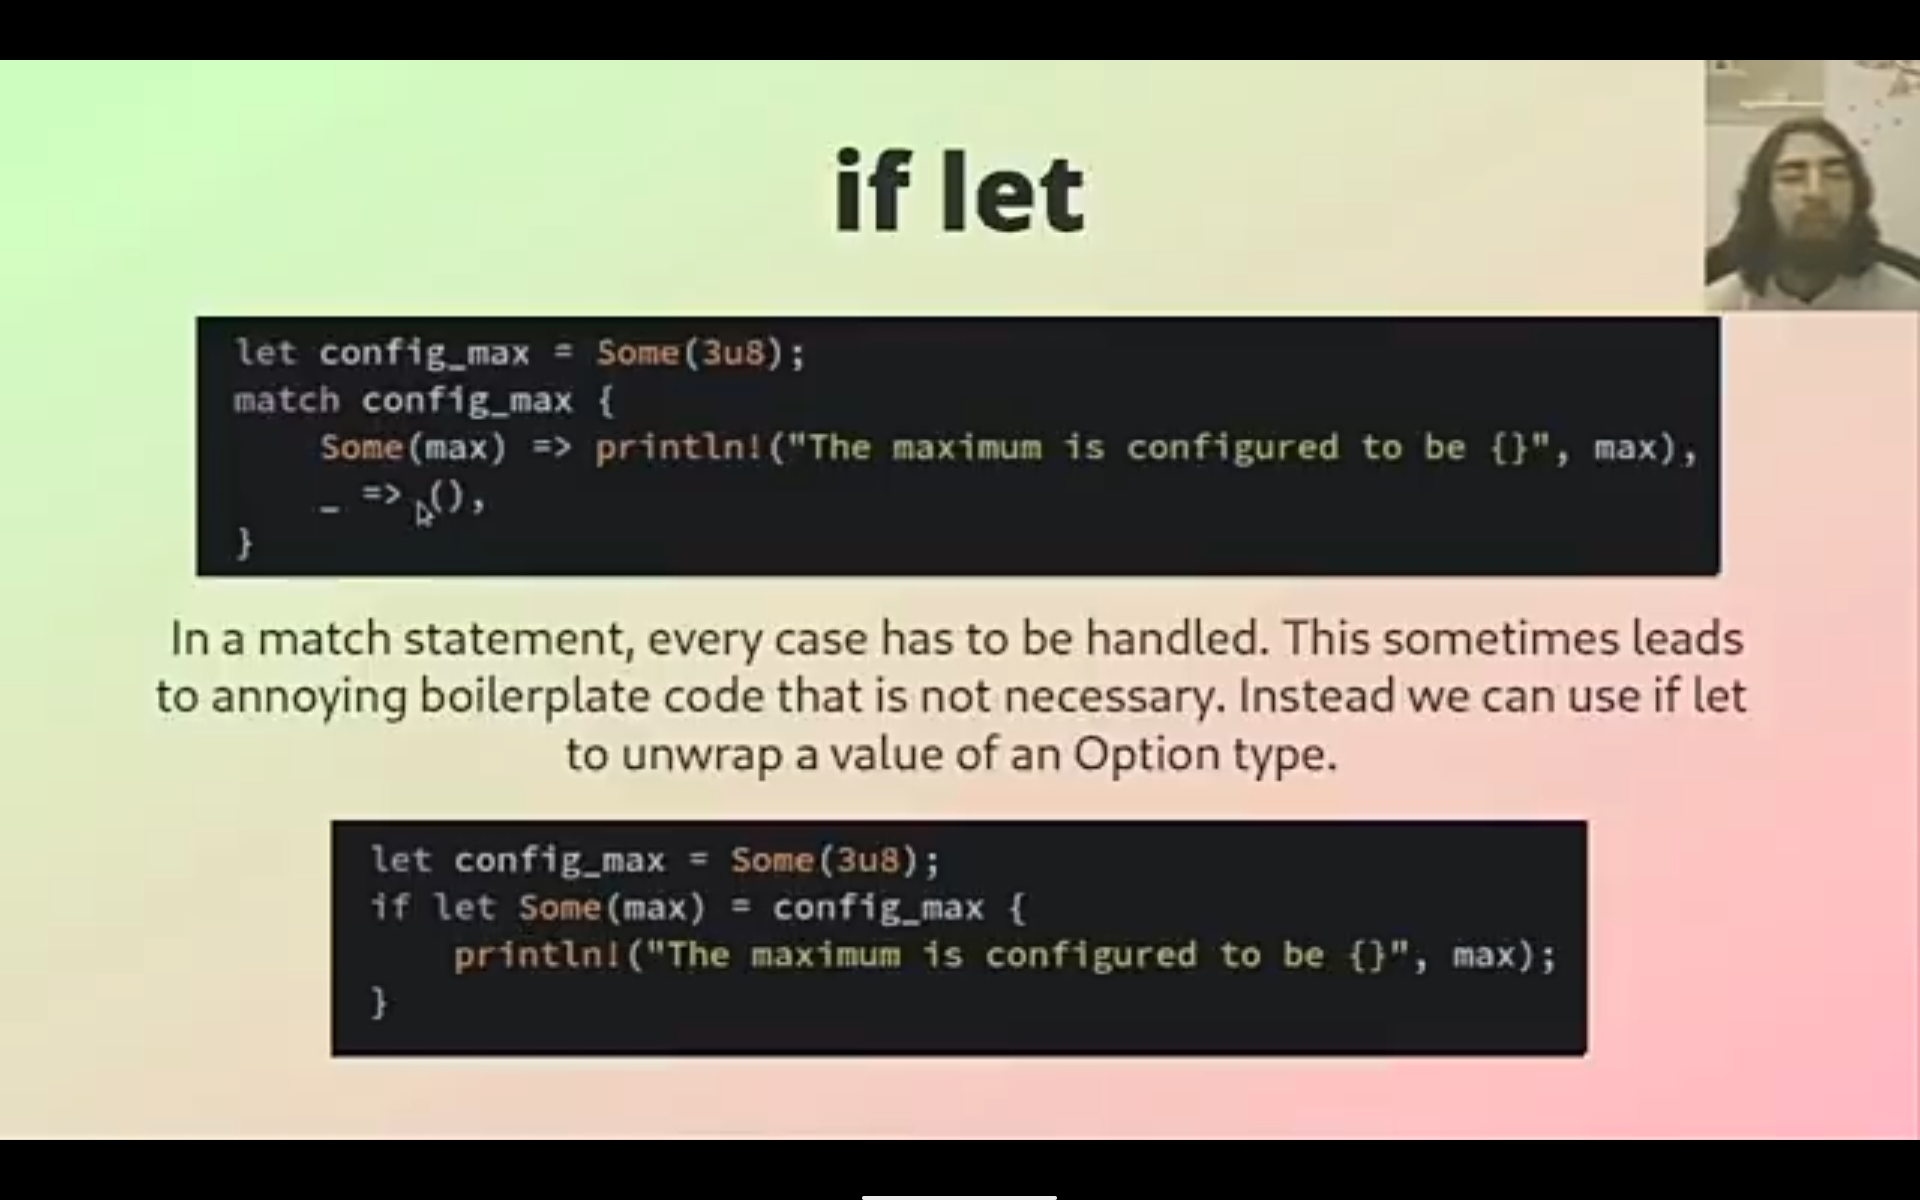 if let
let config_max = Some(3u8);
match config_max {
    Some(max) => println!("The maximum is configured to be {}", max),
    _ => (),
}
In a match statement, every case has to be handled. This sometimes leads
to annoying boilerplate code that is not necessary. Instead we can use if let
to unwrap a value of an Option type.
let config_max = Some(3u8);
if let Some(max) = config_max {
    println!("The maximum is configured to be {}", max);
}